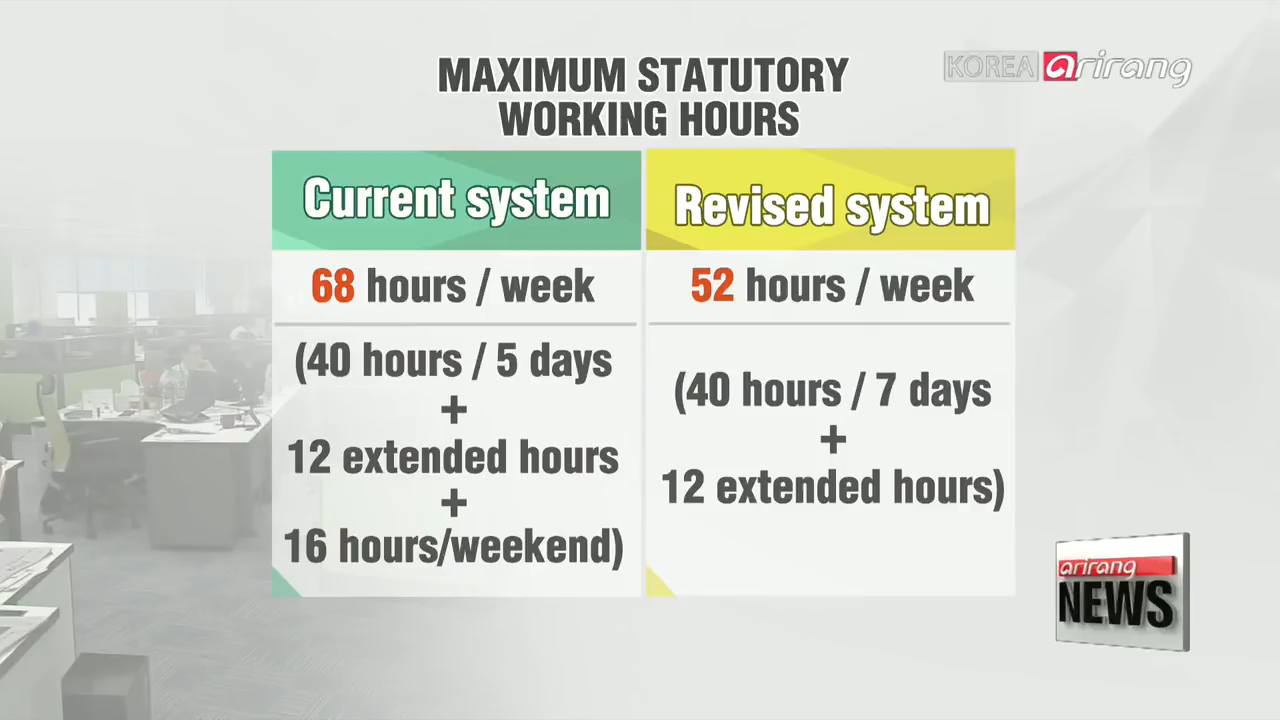 MAXIMUM STATUTORY
WORKING HOURS
KOREA arirang
Current system
68 hours / week
(40 hours / 5 days
+
12 extended hours
+
16 hours/weekend)
Revised system
52 hours / week
(40 hours / 7 days
+
12 extended hours)
arirang
NEWS